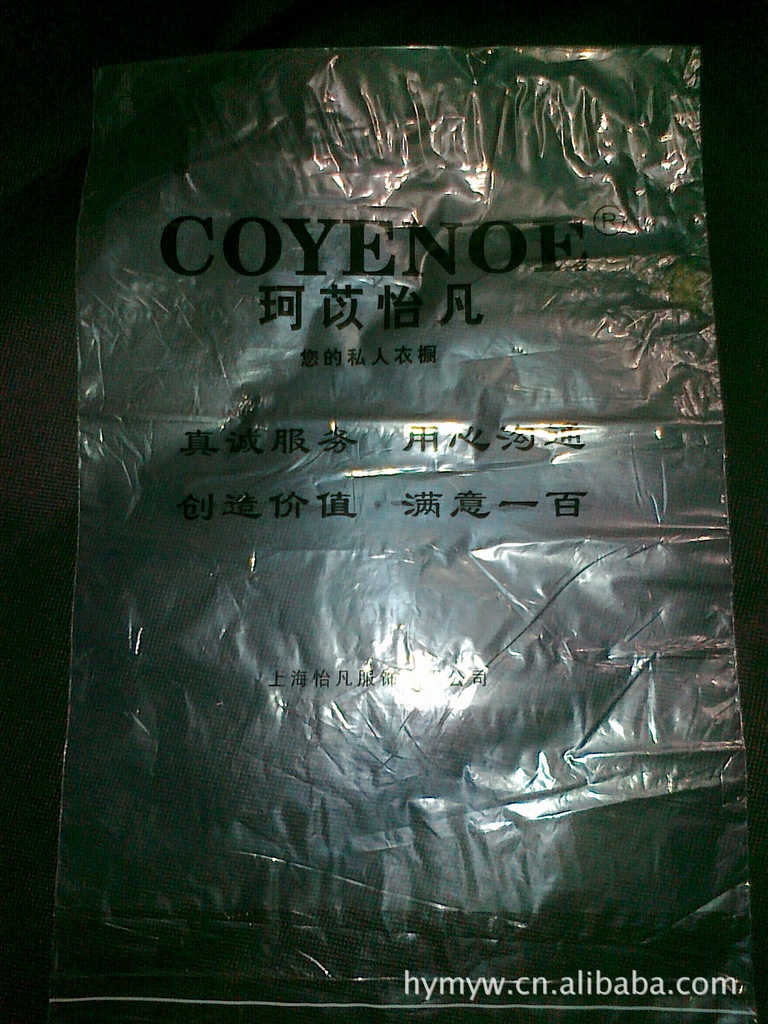 COYENOE®
珂苡怡凡
您的私人衣橱
真诚服务 用心沟通
创造价值 满意一百
上海怡凡服饰 公司
hymyw.cn.alibaba.com